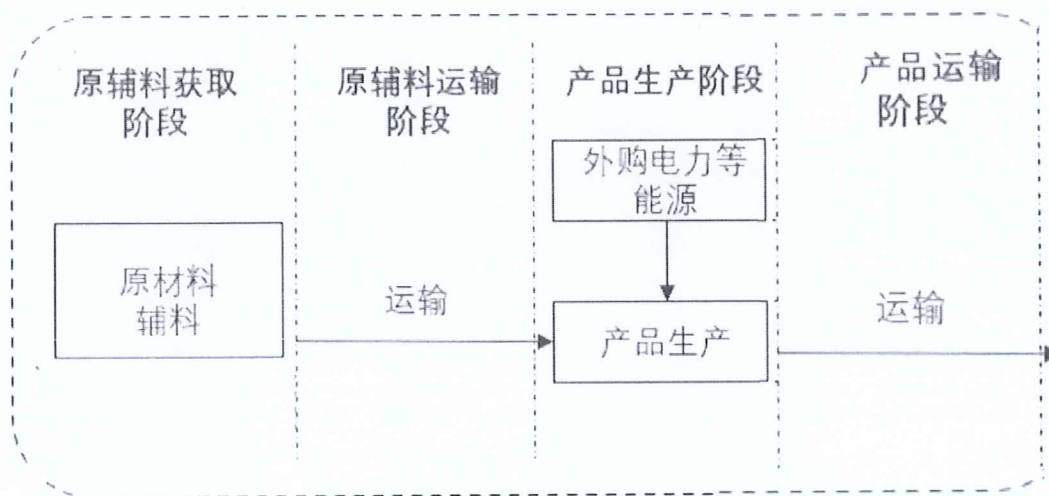 原辅料获取
阶段
原辅料运输
阶段
产品生产阶段
产品运输
阶段
外购电力等
能源
原材料
辅料
运输
产品生产
运输